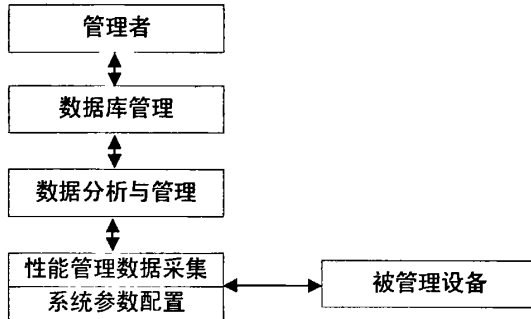 管理者
数据库管理
数据分析与管理
性能管理数据采集
系统参数配置
被管理设备